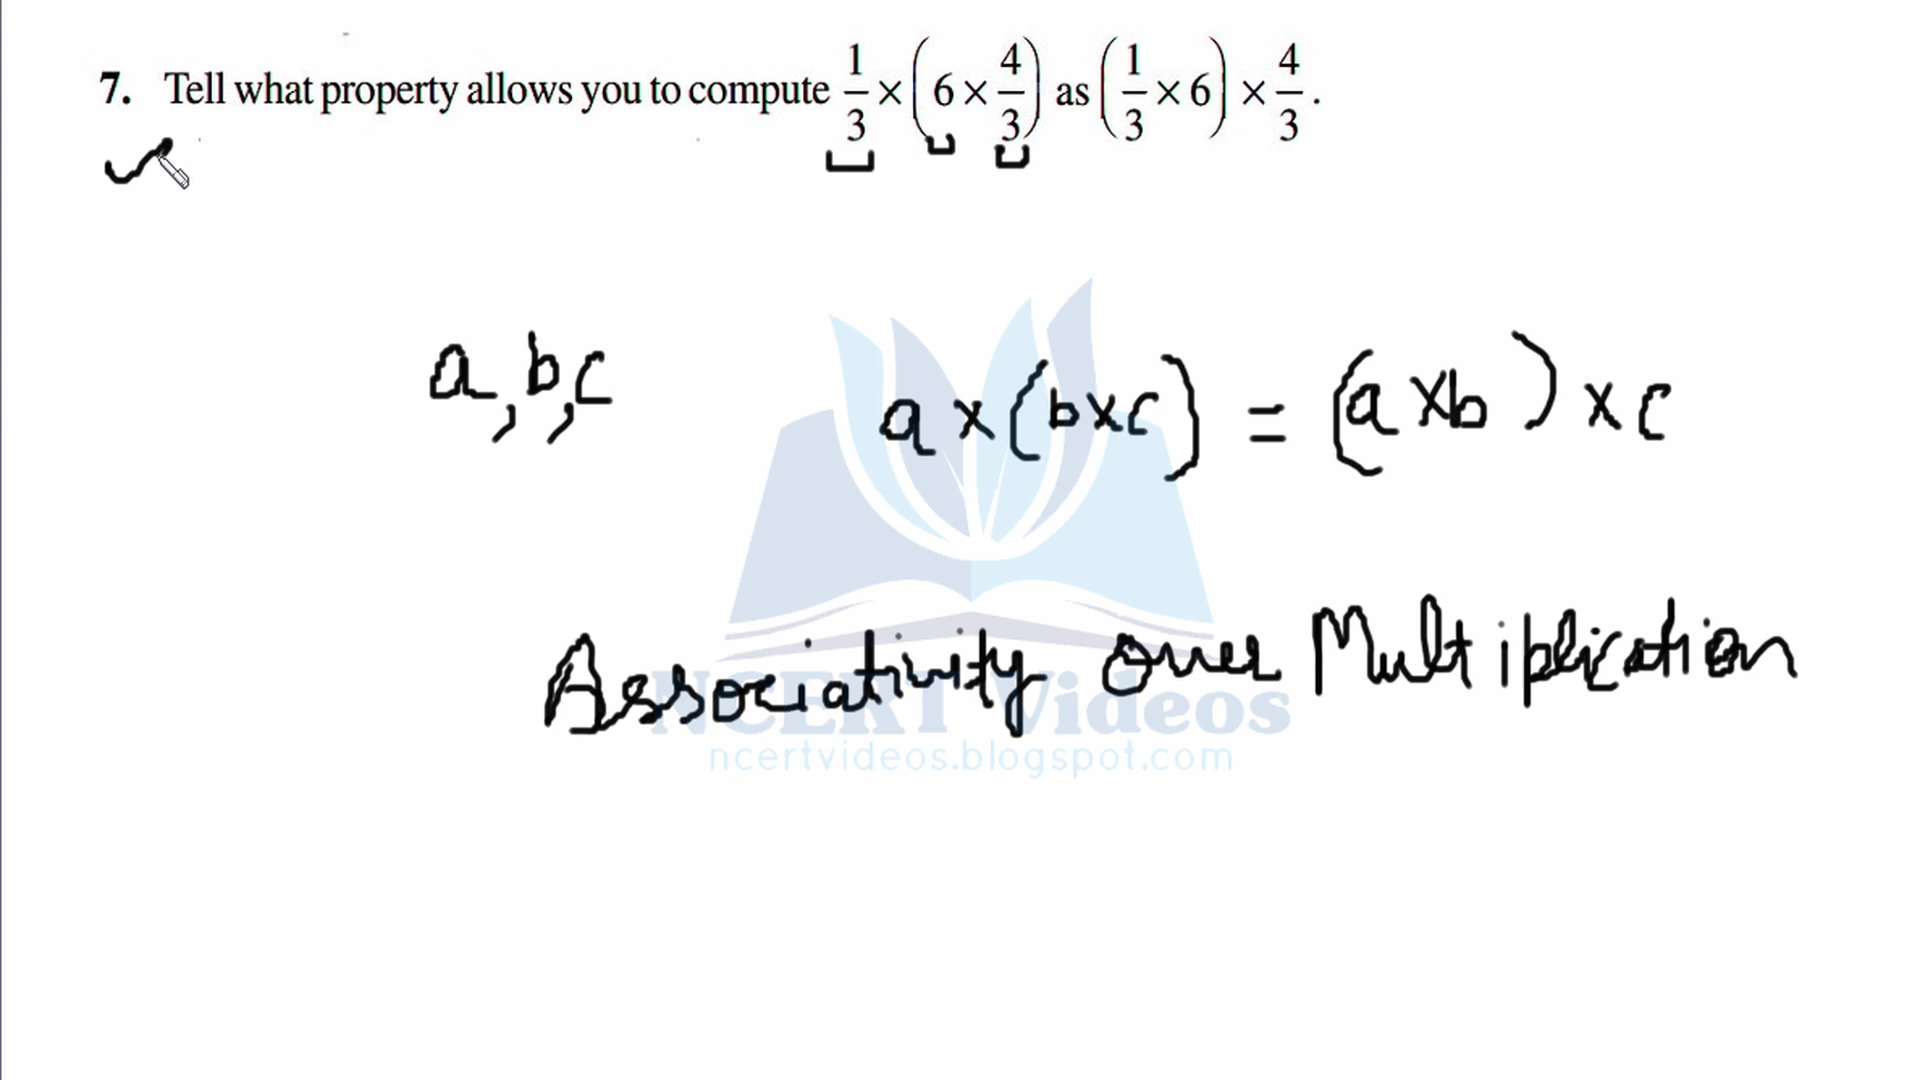 7. Tell what property allows you to compute 1/3 × (6 × 4/3) as (1/3 × 6) × 4/3.
a, b, c
a × (b × c) = (a × b) × c
Associativity Over Multiplication
NCERT Videos
ncertvideos.blogspot.com